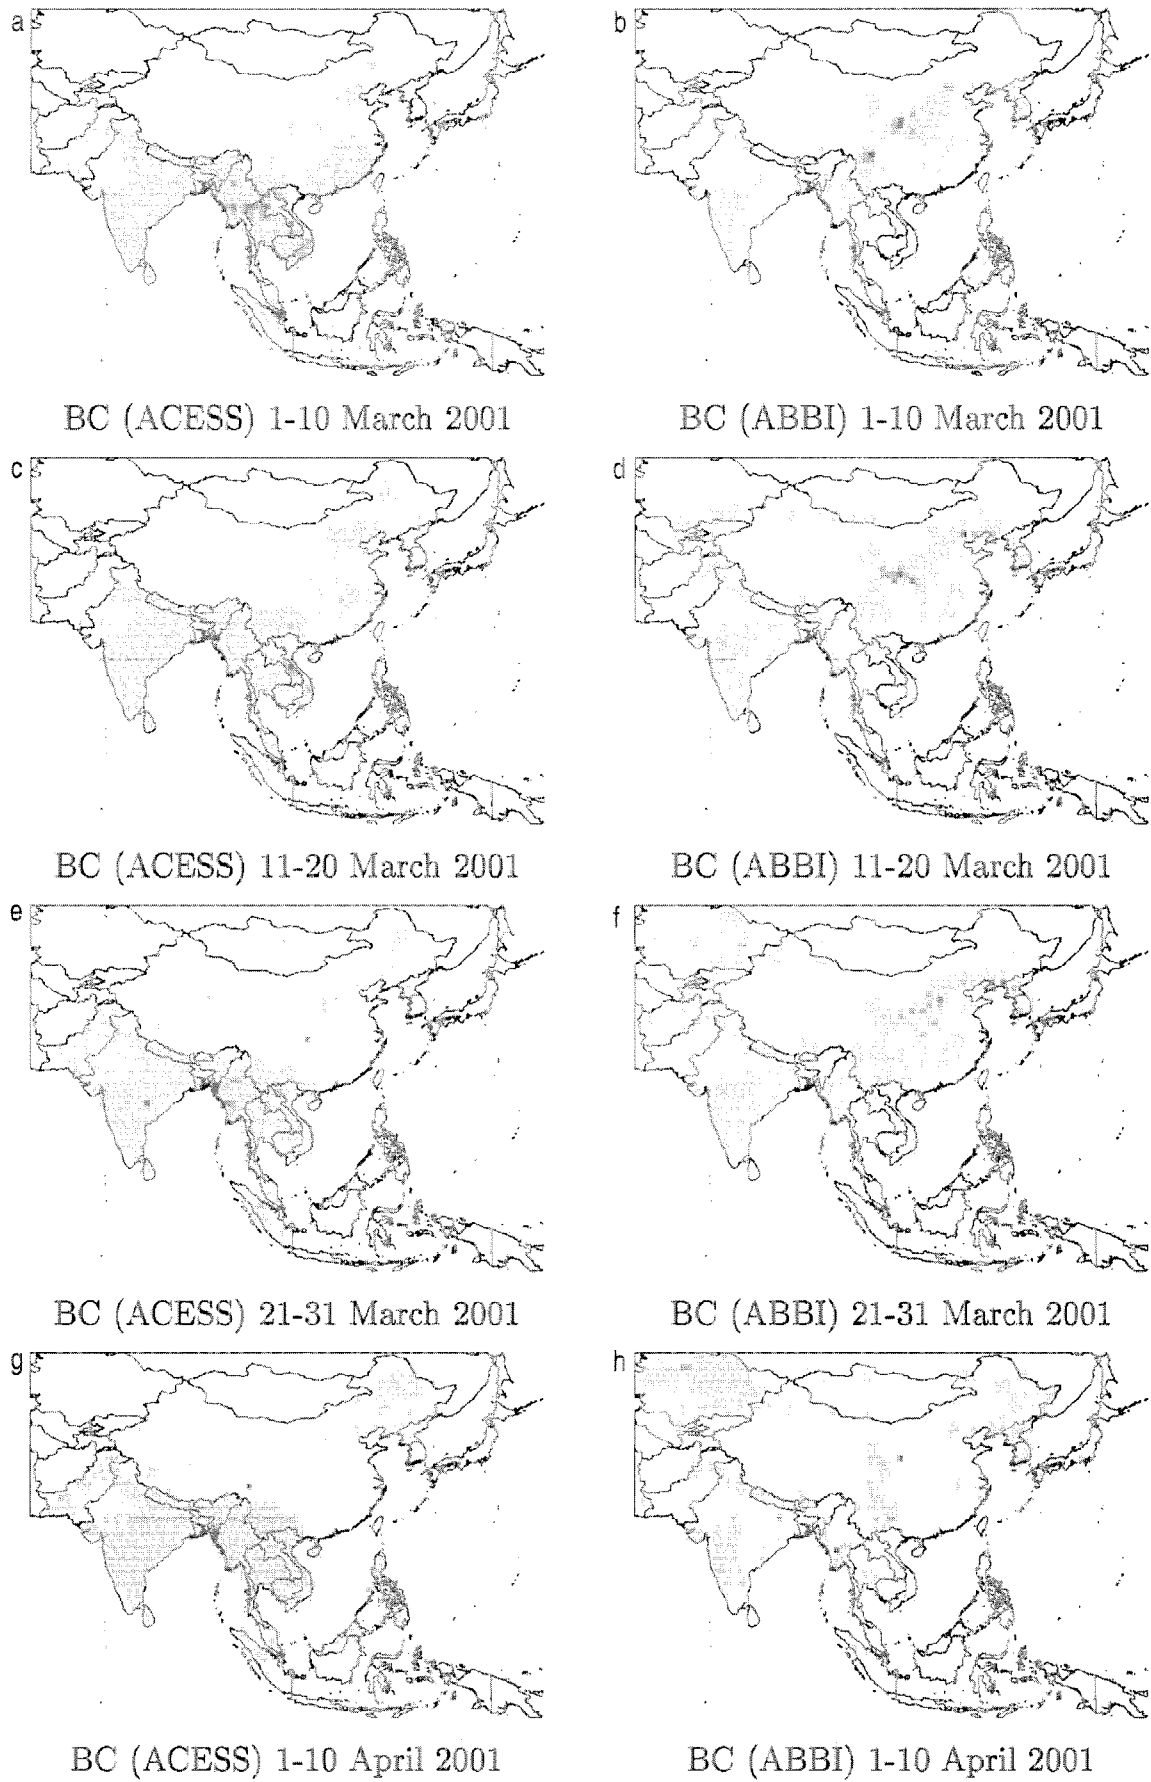 a
b
BC (ACESS) 1-10 March 2001
BC (ABBI) 1-10 March 2001
c
d
BC (ACESS) 11-20 March 2001
BC (ABBI) 11-20 March 2001
e
f
BC (ACESS) 21-31 March 2001
BC (ABBI) 21-31 March 2001
g
h
BC (ACESS) 1-10 April 2001
BC (ABBI) 1-10 April 2001